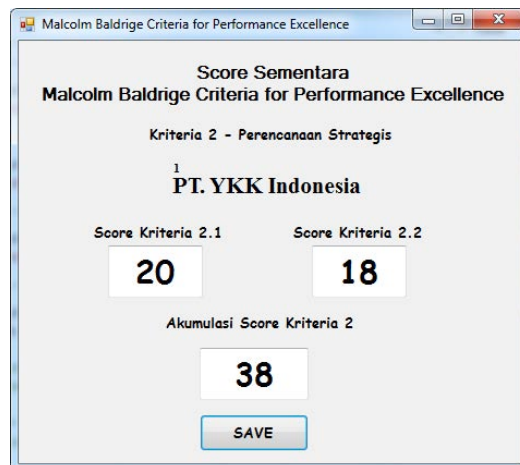 Malcolm Baldrige Criteria for Performance Excellence
Score Sementara
Malcolm Baldrige Criteria for Performance Excellence
Kriteria 2 - Perencanaan Strategis
1
PT. YKK Indonesia
Score Kriteria 2.1 Score Kriteria 2.2
20 18
Akumulasi Score Kriteria 2
38
SAVE